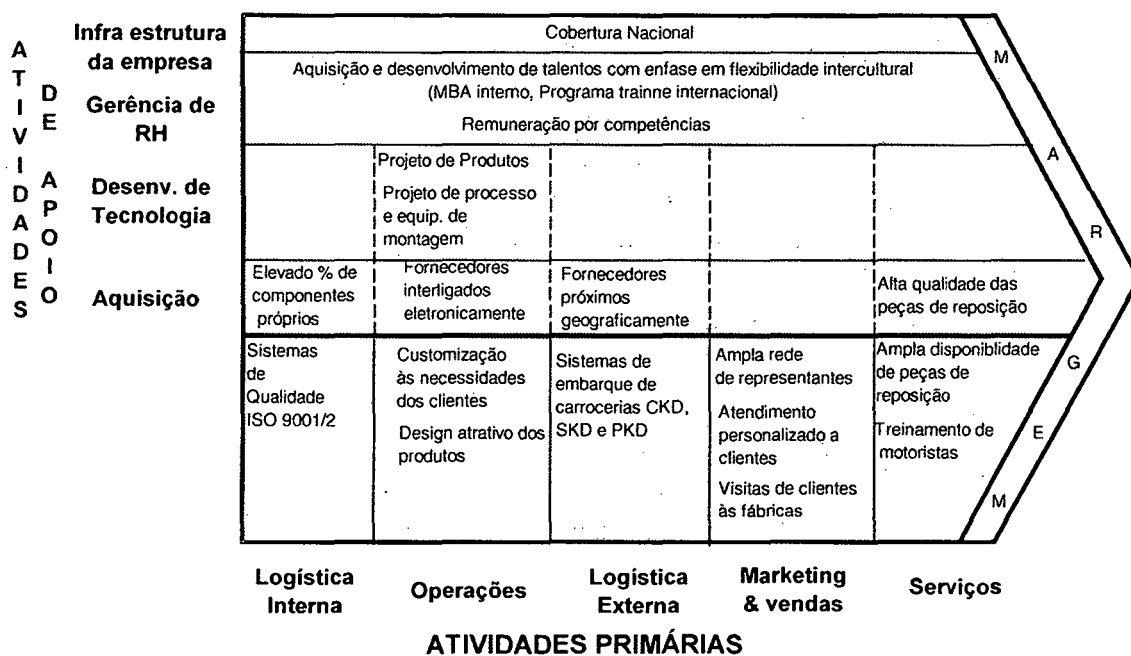 ATIVIDADES
DE APOIO
Infra estrutura
da empresa
Cobertura Nacional
Gerência de
RH
Aquisição e desenvolvimento de talentos com enfase em flexibilidade intercultural
(MBA interno, Programa trainne internacional)
Remuneração por competências
Desenv. de
Tecnologia
Projeto de Produtos
Projeto de processo
e equip. de
montagem
Aquisição
Elevado % de
componentes
próprios
Fornecedores
interligados
eletronicamente
Fornecedores
próximos
geograficamente
Alta qualidade das
peças de reposição
Sistemas
de
Qualidade
ISO 9001/2
Customização
às necessidades
dos clientes
Design atrativo dos
produtos
Sistemas de
embarque de
carrocerias CKD,
SKD e PKD
Ampla rede
de representantes
Atendimento
personalizado a
clientes
Visitas de clientes
às fábricas
Ampla disponiblidade
de peças de
reposição
Treinamento de
motoristas
MARGEM
Logística
Interna
Operações
Logística
Externa
Marketing
& vendas
Serviços
ATIVIDADES PRIMÁRIAS